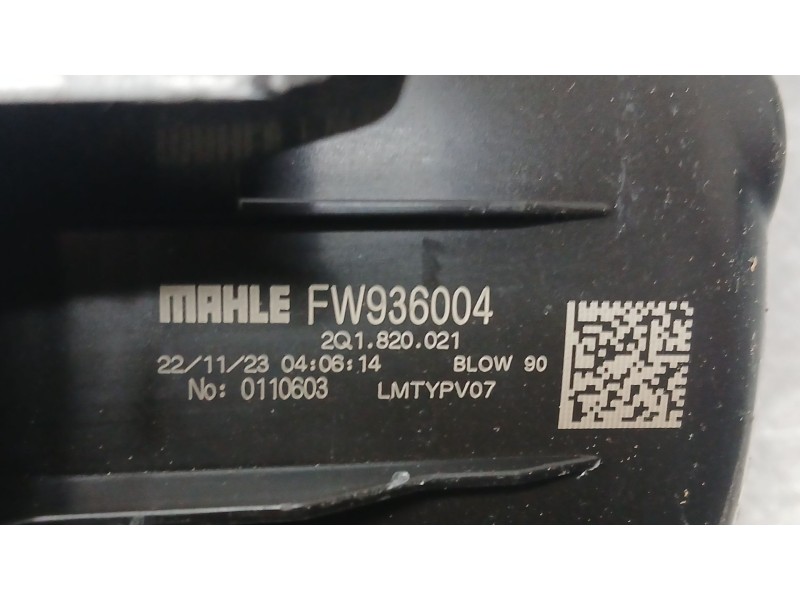 MAHLE FW936004
2Q1.820.021
22/11/23 04:06:14 BLOW 90
No: 0110603 LMTYPV07